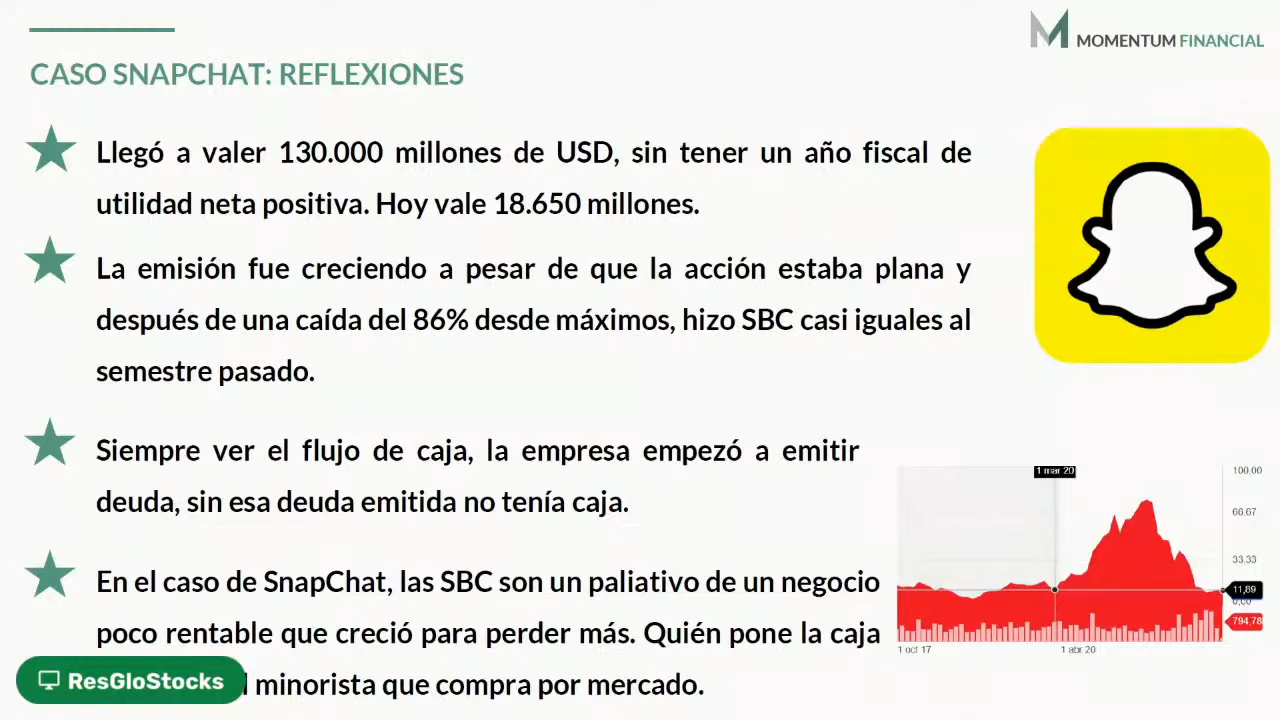 MOMENTUM FINANCIAL
CASO SNAPCHAT: REFLEXIONES
Llegó a valer 130.000 millones de USD, sin tener un año fiscal de
utilidad neta positiva. Hoy vale 18.650 millones.
La emisión fue creciendo a pesar de que la acción estaba plana y
después de una caída del 86% desde máximos, hizo SBC casi iguales al
semestre pasado.
Siempre ver el flujo de caja, la empresa empezó a emitir
deuda, sin esa deuda emitida no tenía caja.
En el caso de SnapChat, las SBC son un paliativo de un negocio
poco rentable que creció para perder más. Quién pone la caja
minorista que compra por mercado.
ResGloStocks
1 mar 20
100,00
66,67
33,33
11,89
0,00
794,78
1 oct 17
1 abr 20